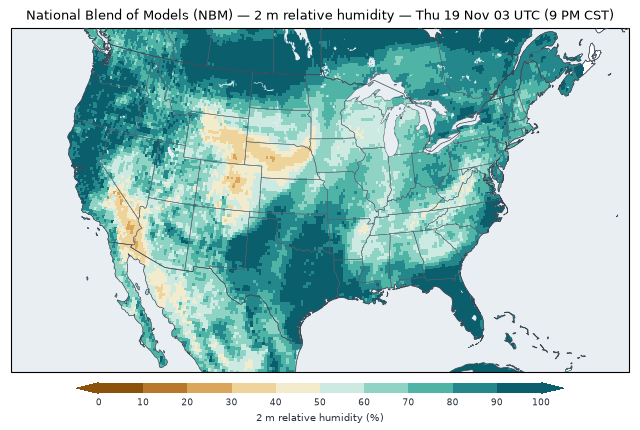 National Blend of Models (NBM) — 2 m relative humidity — Thu 19 Nov 03 UTC (9 PM CST)
0 10 20 30 40 50 60 70 80 90 100
2 m relative humidity (%)